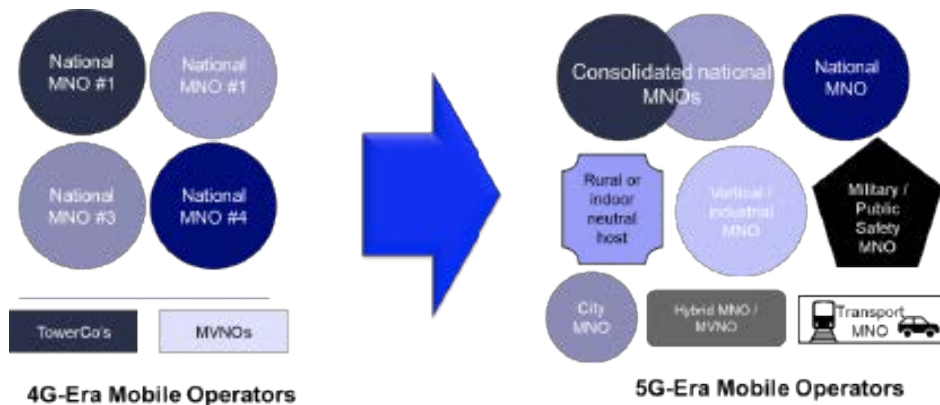 National
MNO #1
National
MNO #1
National
MNO #3
National
MNO #4
TowerCo's
MVNOs
4G-Era Mobile Operators
Consolidated national
MNOs
National
MNO
Rural or
indoor
neutral
host
Vertical /
industrial
MNO
Military /
Public
Safety
MNO
City
MNO
Hybrid MNO /
MVNO
Transport
MNO
5G-Era Mobile Operators